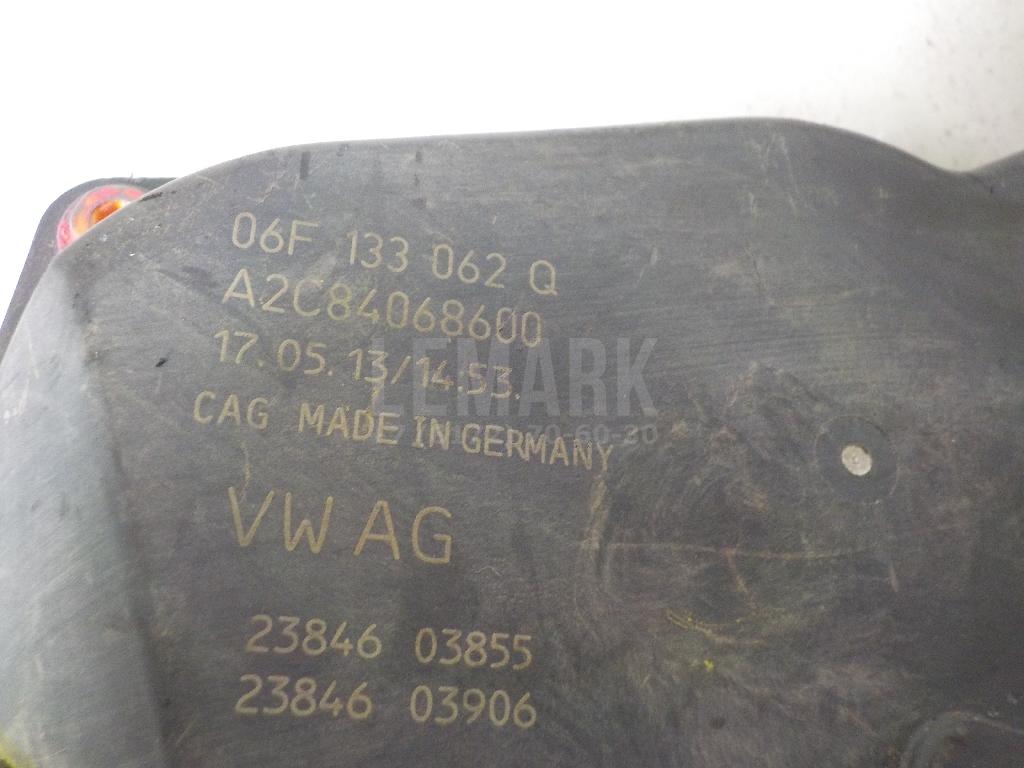 06F 133 062 Q
A2C84068600
17.05.13/14.53.
CAG MADE IN GERMANY
VW AG
23846 03855
23846 03906
LEMARK